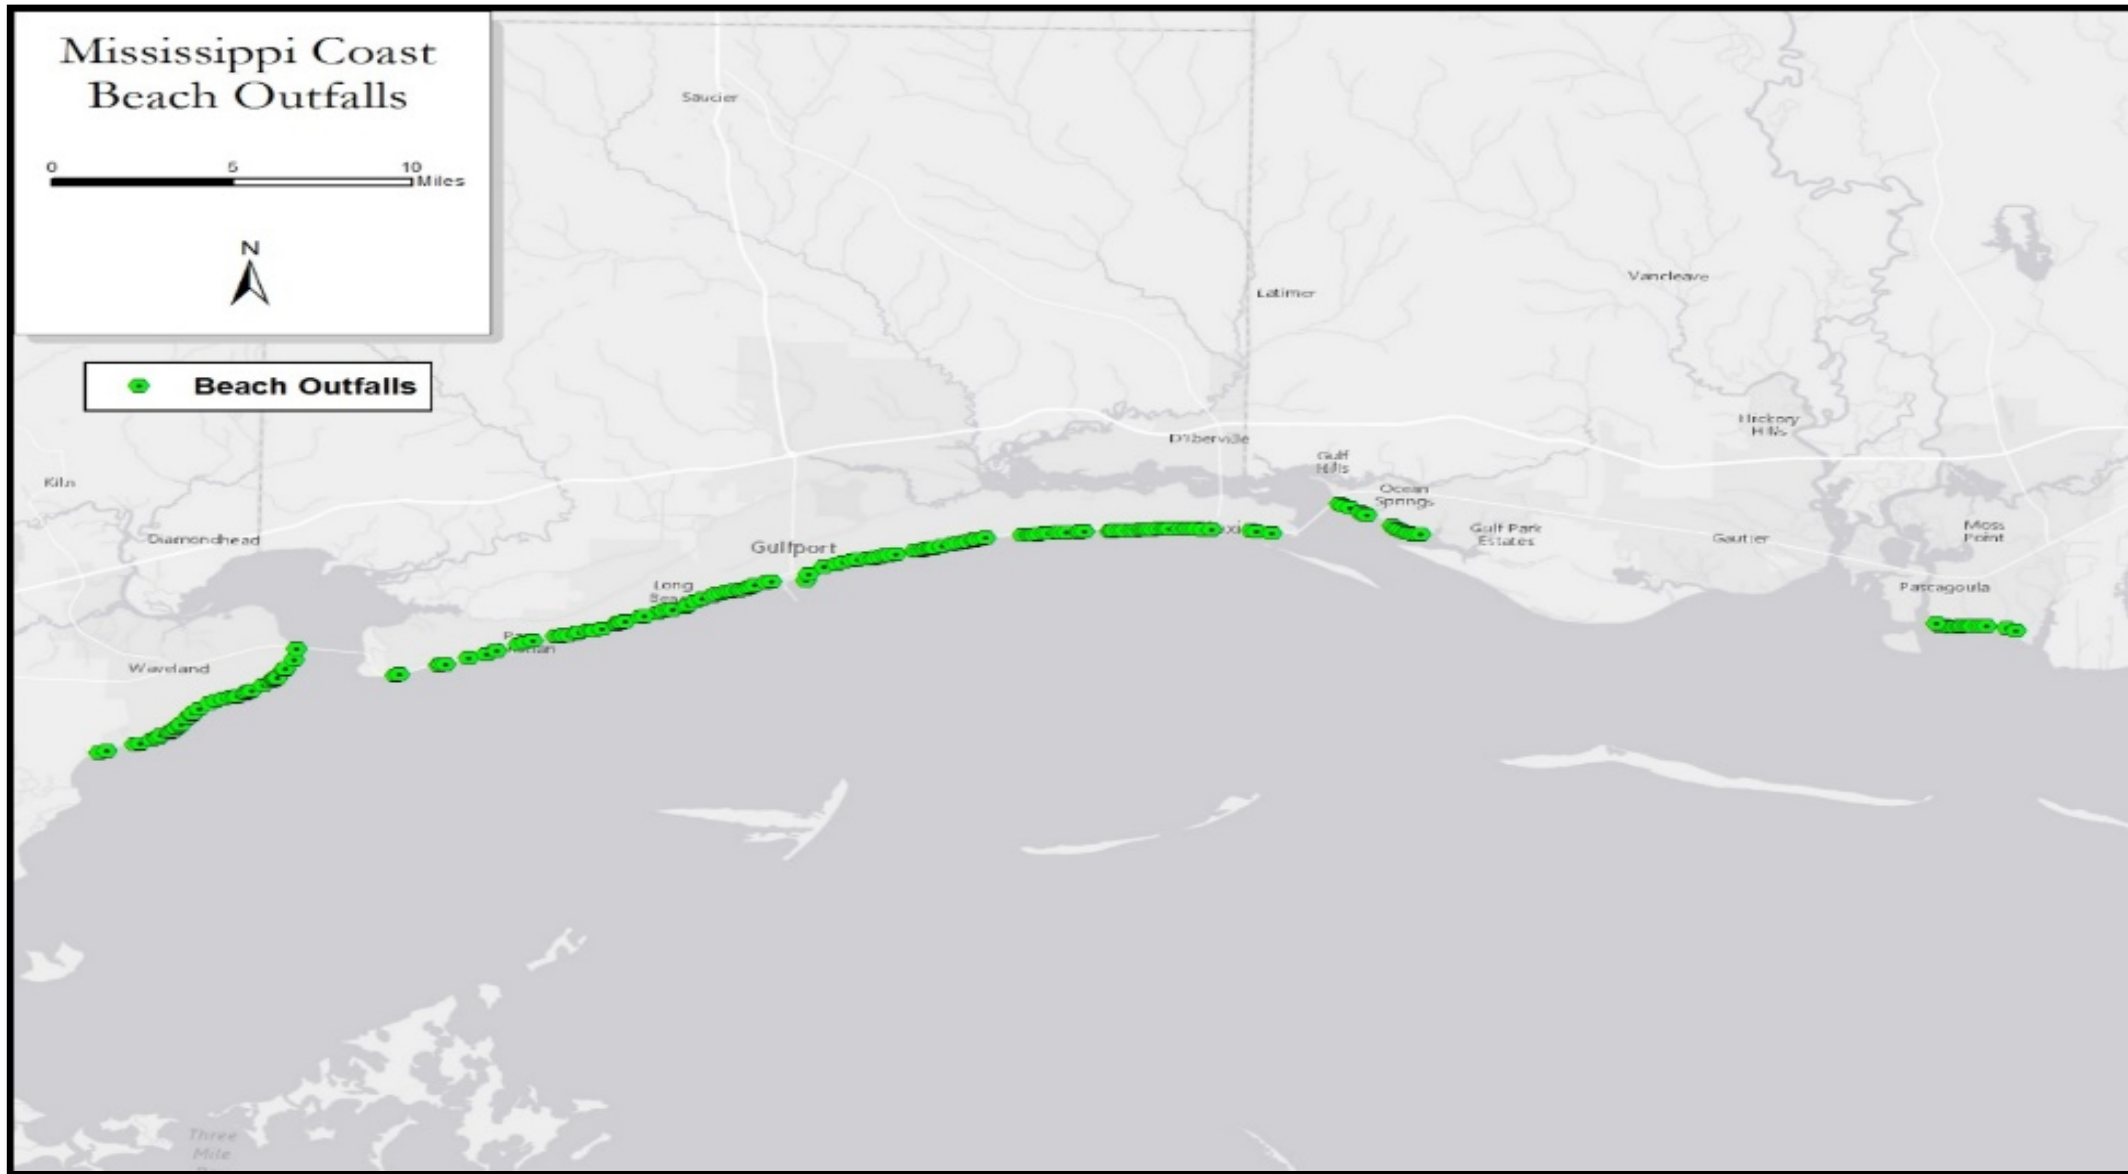 Mississippi Coast
Beach Outfalls
0 5 10
Miles
N
Beach Outfalls
Saucier
Latimer
Vancleave
Hickory
Hills
D'Iberville
Gulf
Hills
Ocean
Springs
Kiln
Diamondhead
Gulfport
Gulf Park
Estates
Gautier
Moss
Point
Long
Pascagoula
Waveland
Three
Mile